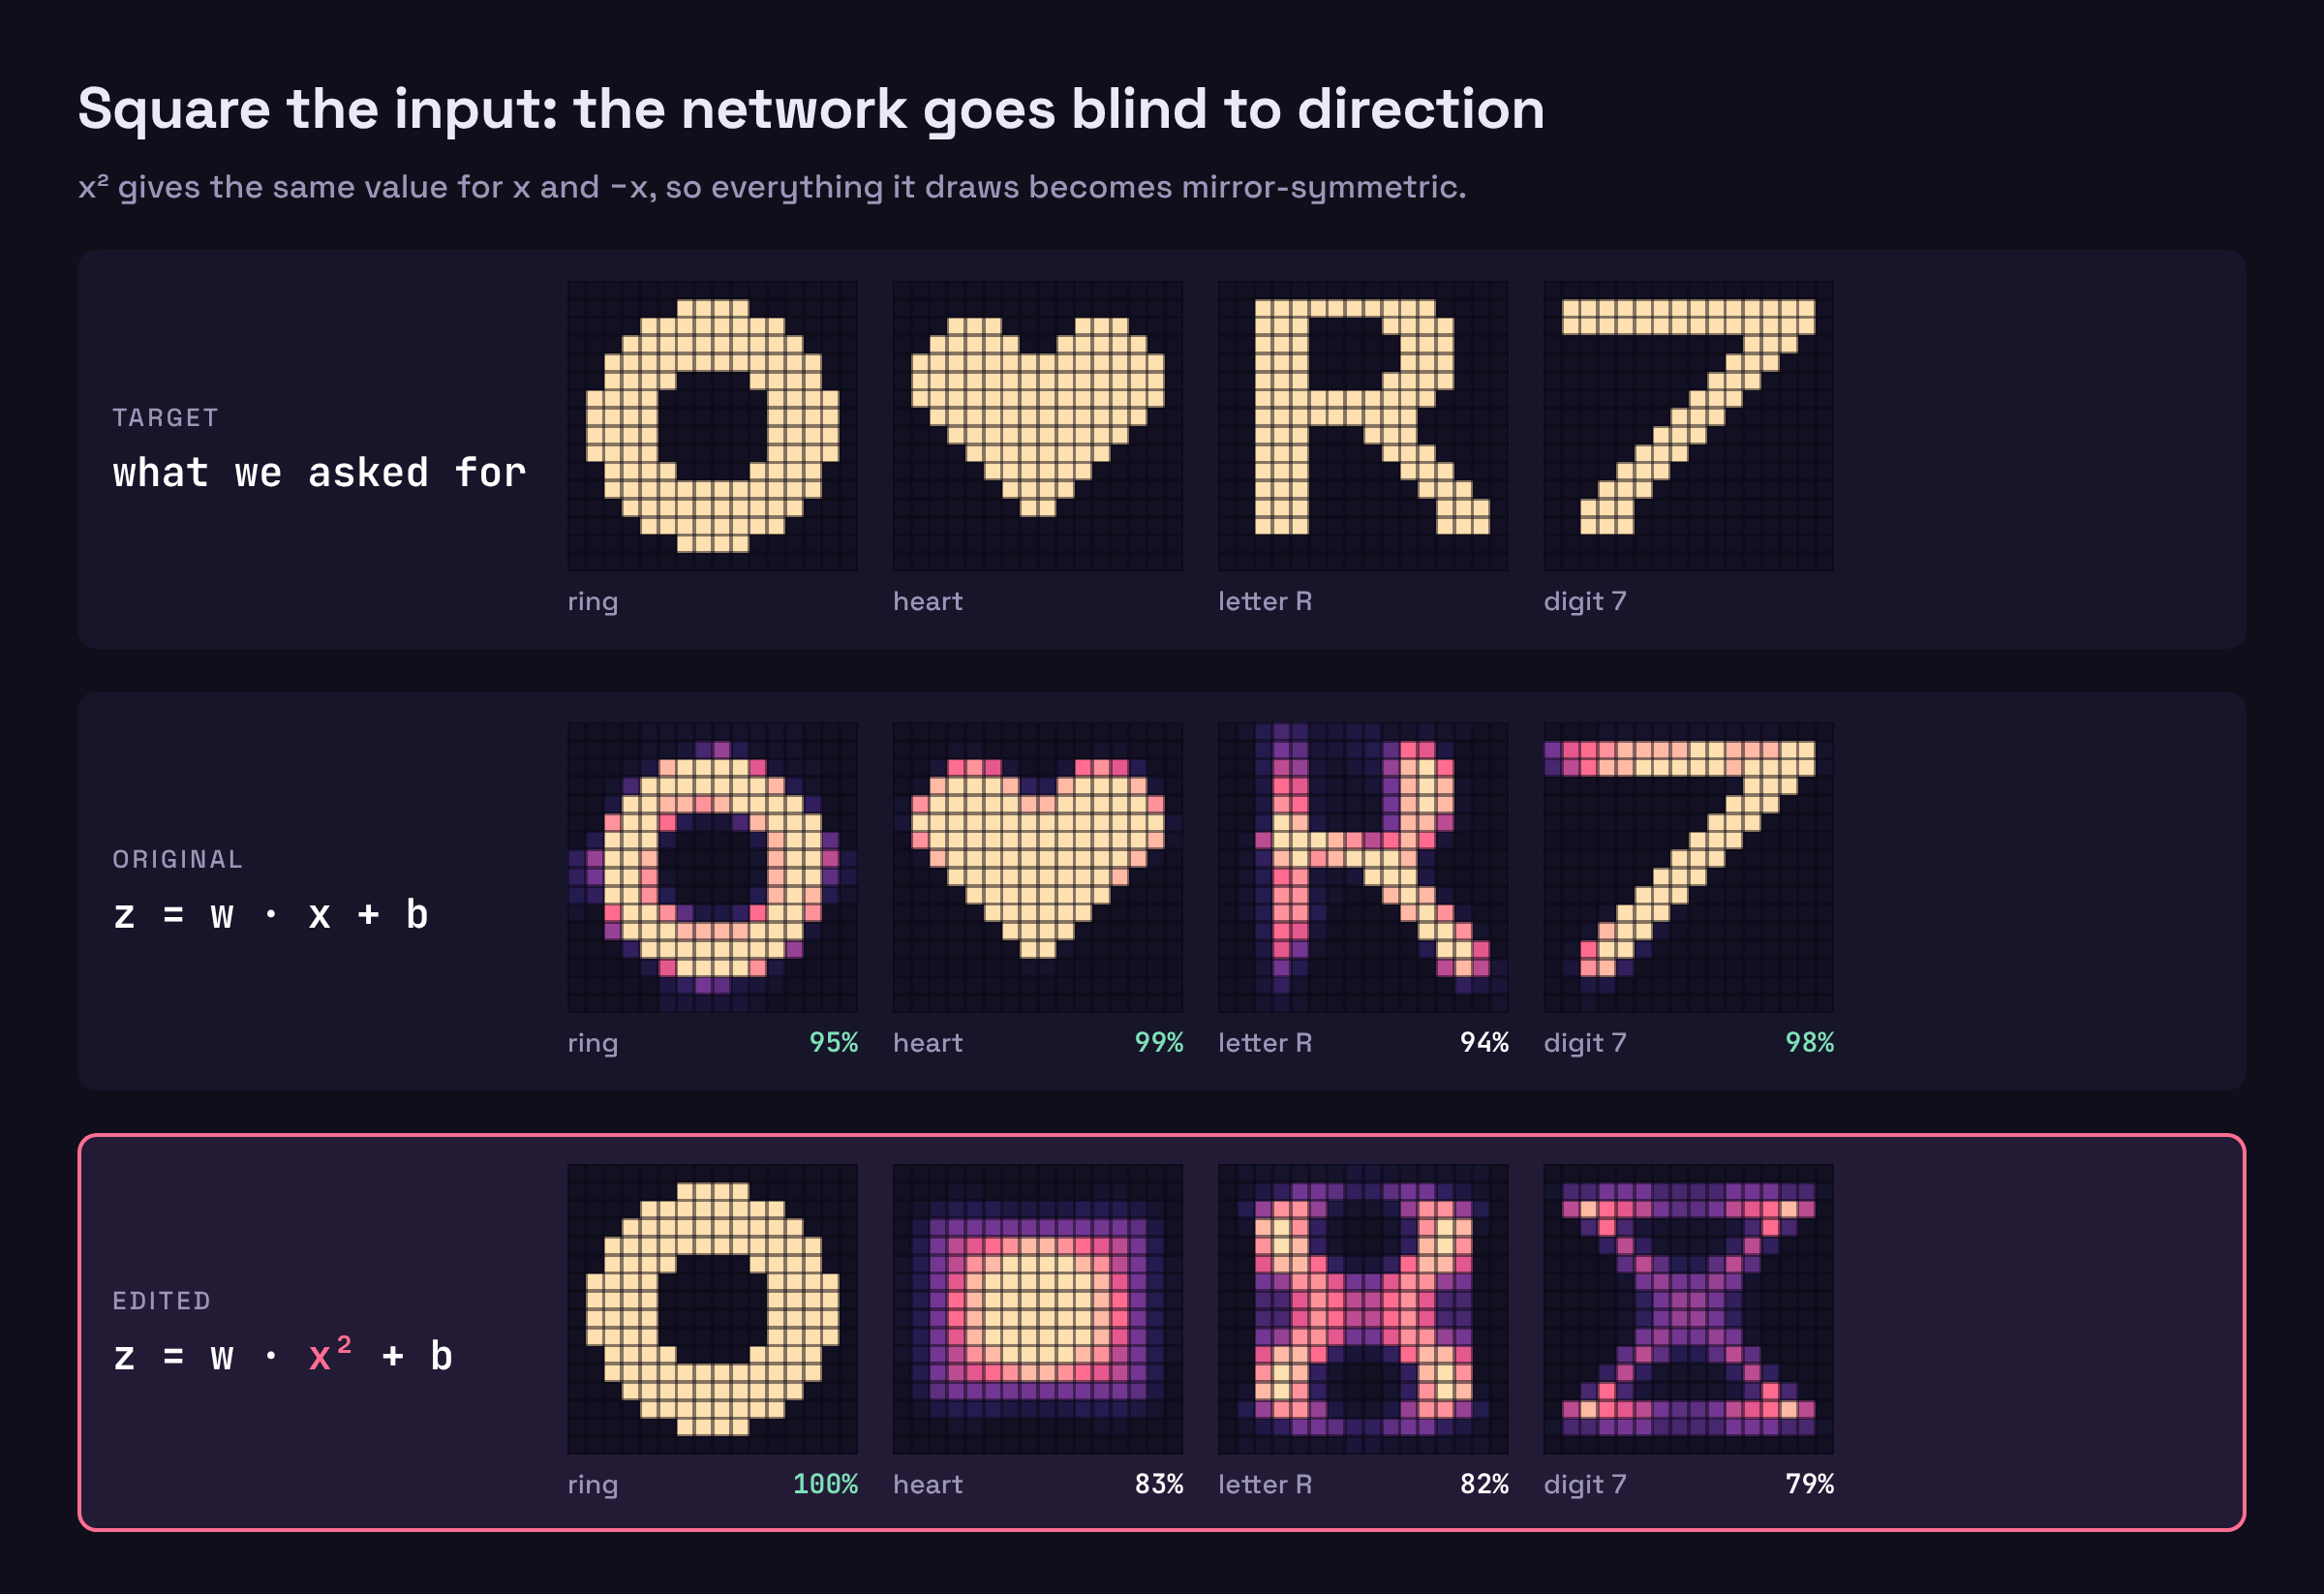 Square the input: the network goes blind to direction
x² gives the same value for x and −x, so everything it draws becomes mirror-symmetric.
TARGET
what we asked for
ring
heart
letter R
digit 7
ORIGINAL
z = w · x + b
ring 95%
heart 99%
letter R 94%
digit 7 98%
EDITED
z = w · x² + b
ring 100%
heart 83%
letter R 82%
digit 7 79%